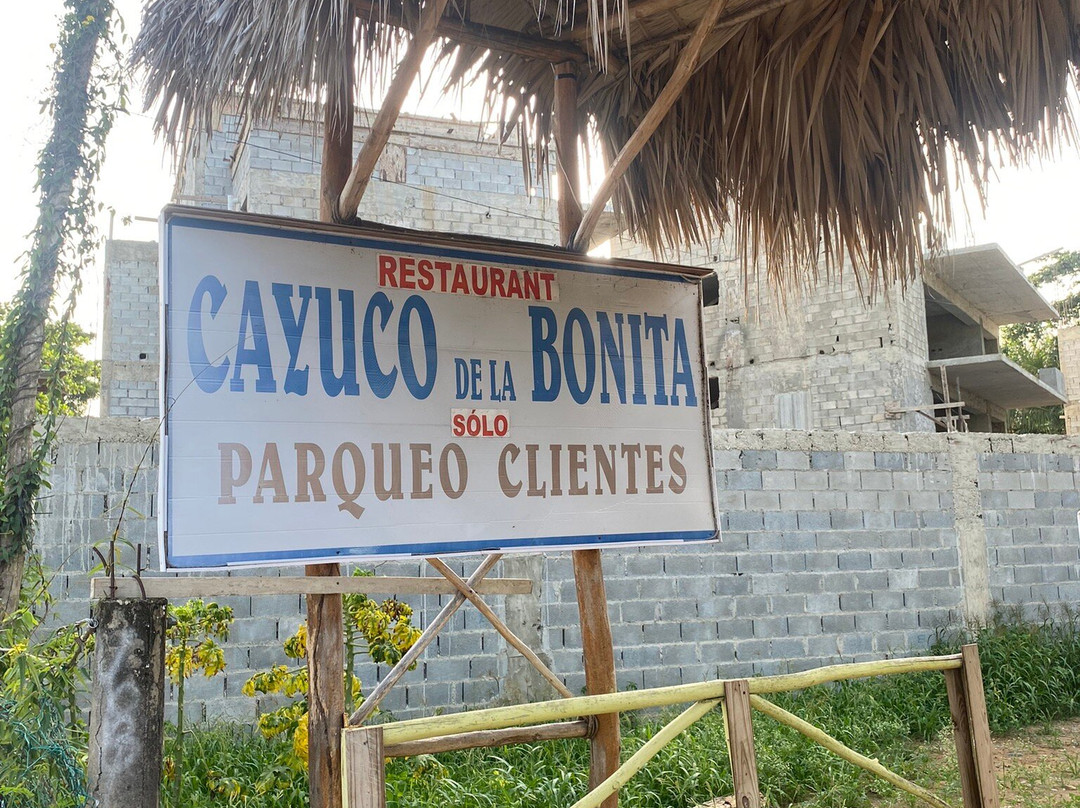 RESTAURANT
CAYUCO DE LA BONITA
SÓLO
PARQUEO CLIENTES